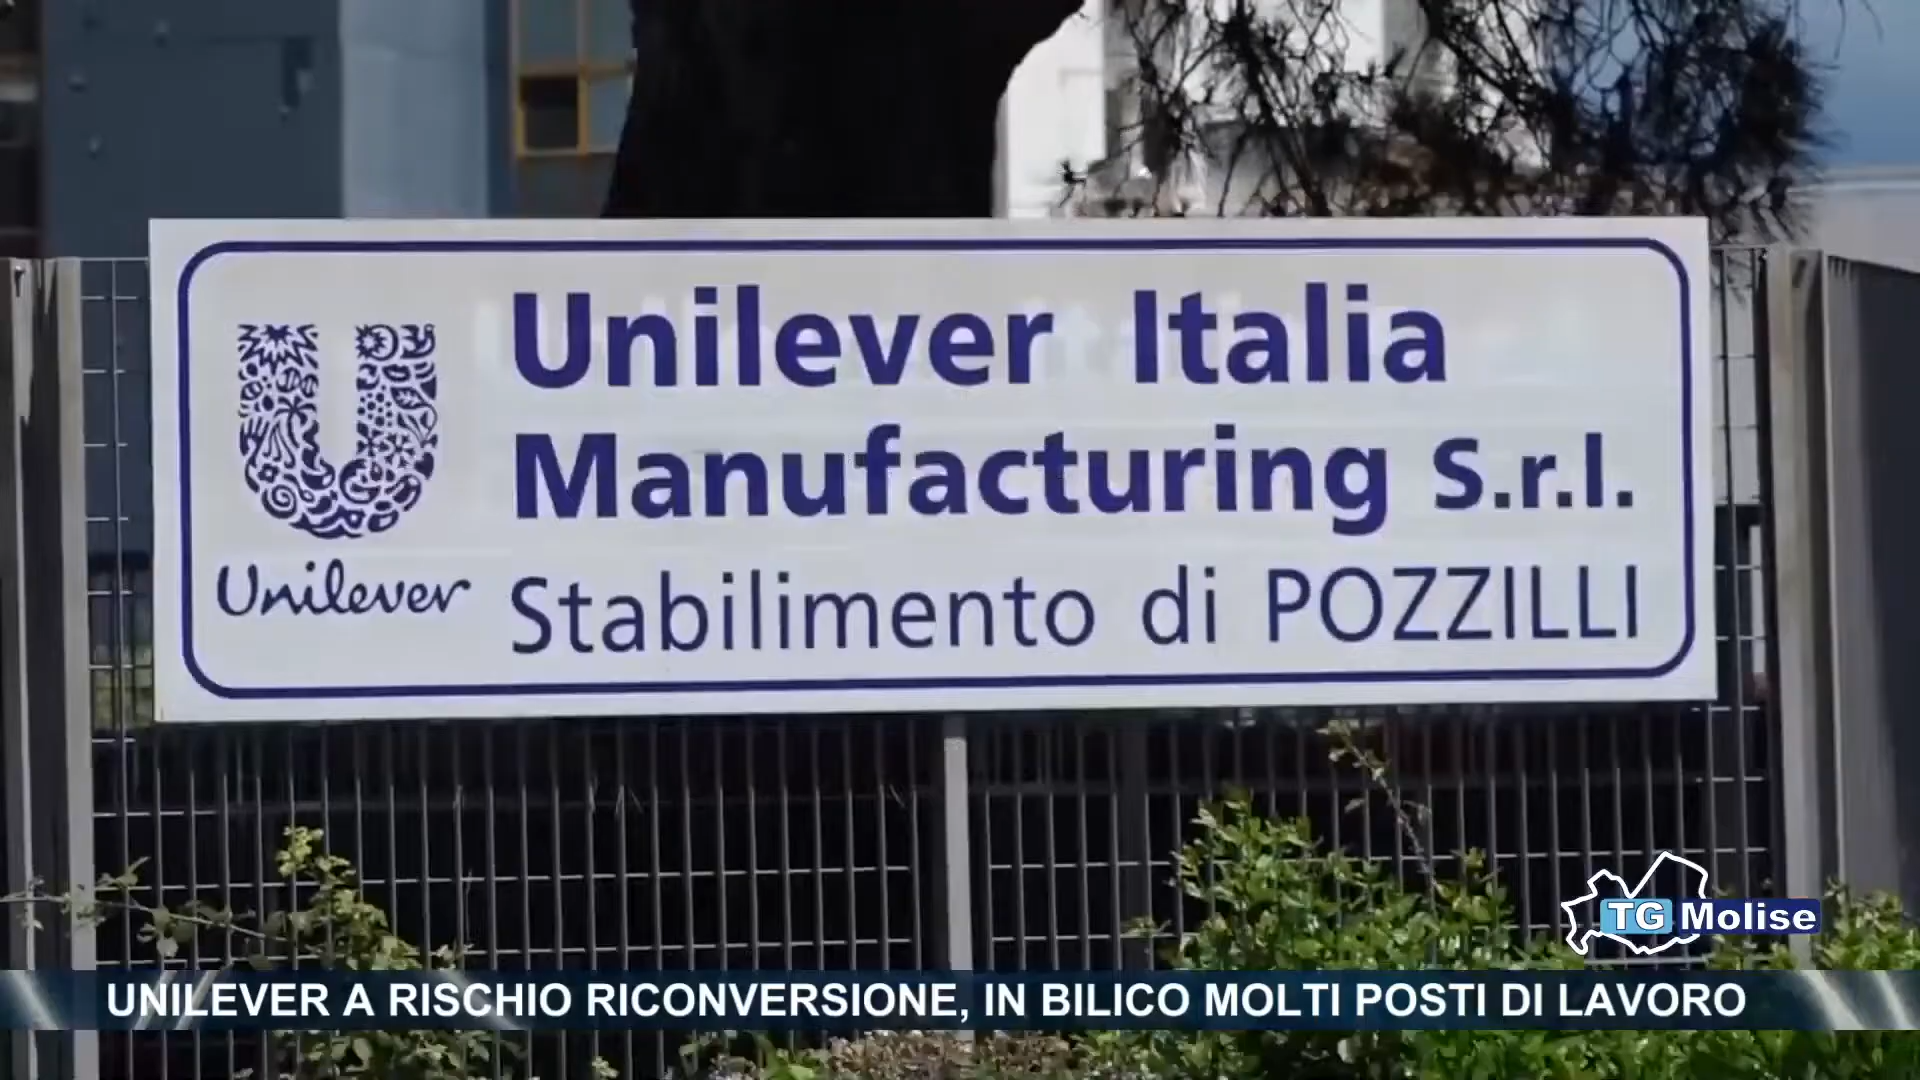 Unilever Italia
Manufacturing S.r.l.
Stabilimento di POZZILLI
Unilever
TG Molise
UNILEVER A RISCHIO RICONVERSIONE, IN BILICO MOLTI POSTI DI LAVORO